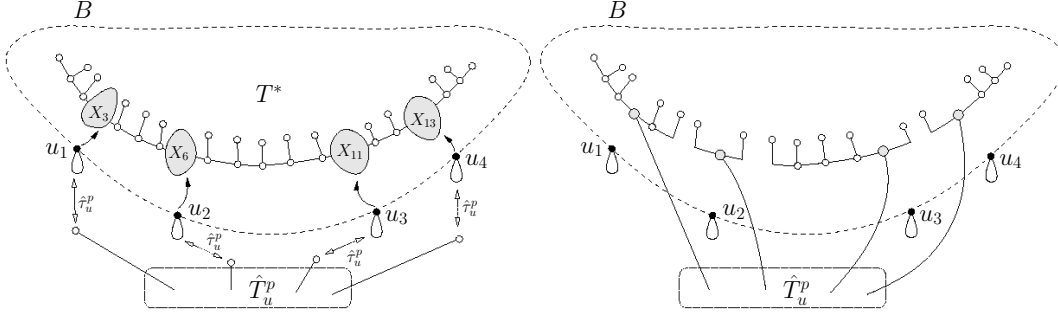 B
B
T*
X₃
X₁₃
X₆
X₁₁
u₁
u₄
u₁
u₄
u₂
u₃
u₂
u₃
τ̂ᵤᵖ
τ̂ᵤᵖ
τ̂ᵤᵖ
τ̂ᵤᵖ
T̂ᵤᵖ
T̂ᵤᵖ